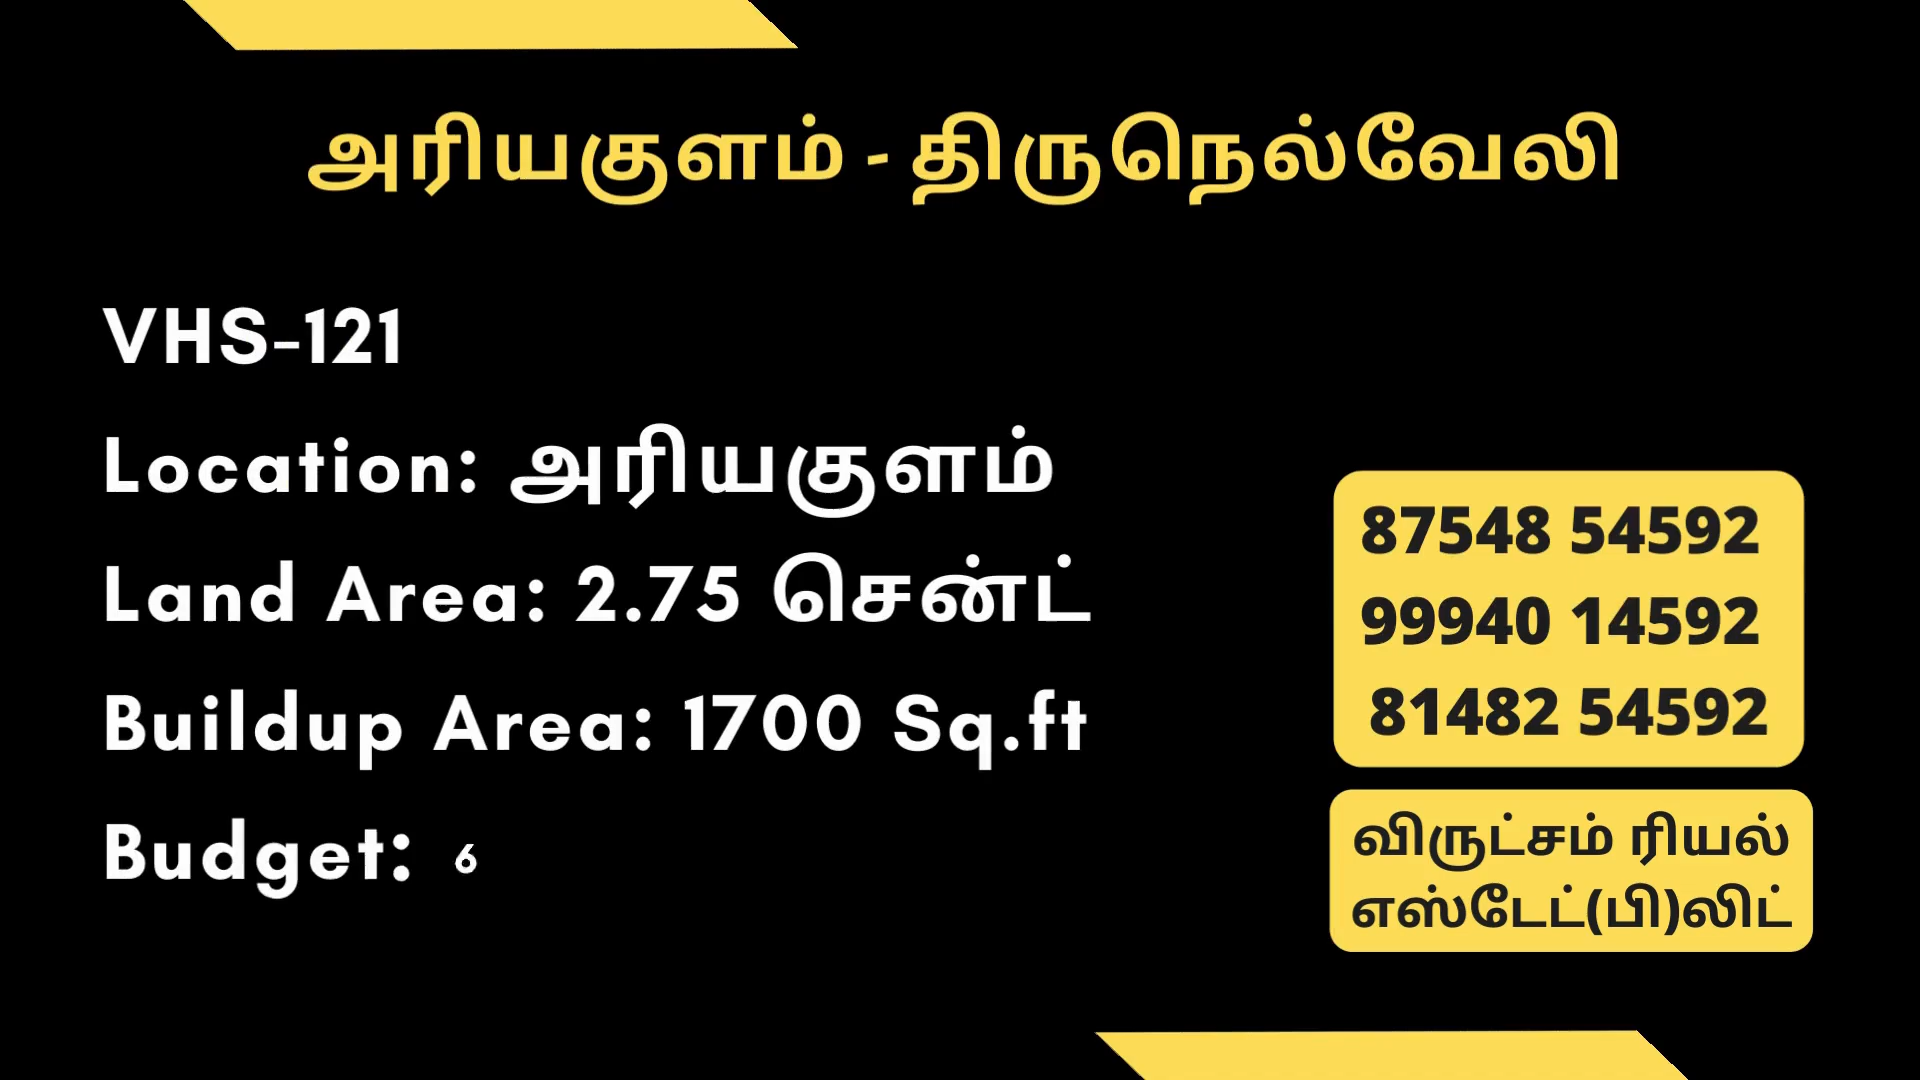 அரியகுளம் - திருநெல்வேலி
VHS-121
Location: அரியகுளம்
Land Area: 2.75 சென்ட்
Buildup Area: 1700 Sq.ft
Budget: 6
87548 54592
99940 14592
81482 54592
விருட்சம் ரியல்
எஸ்டேட்(பி)லிட்